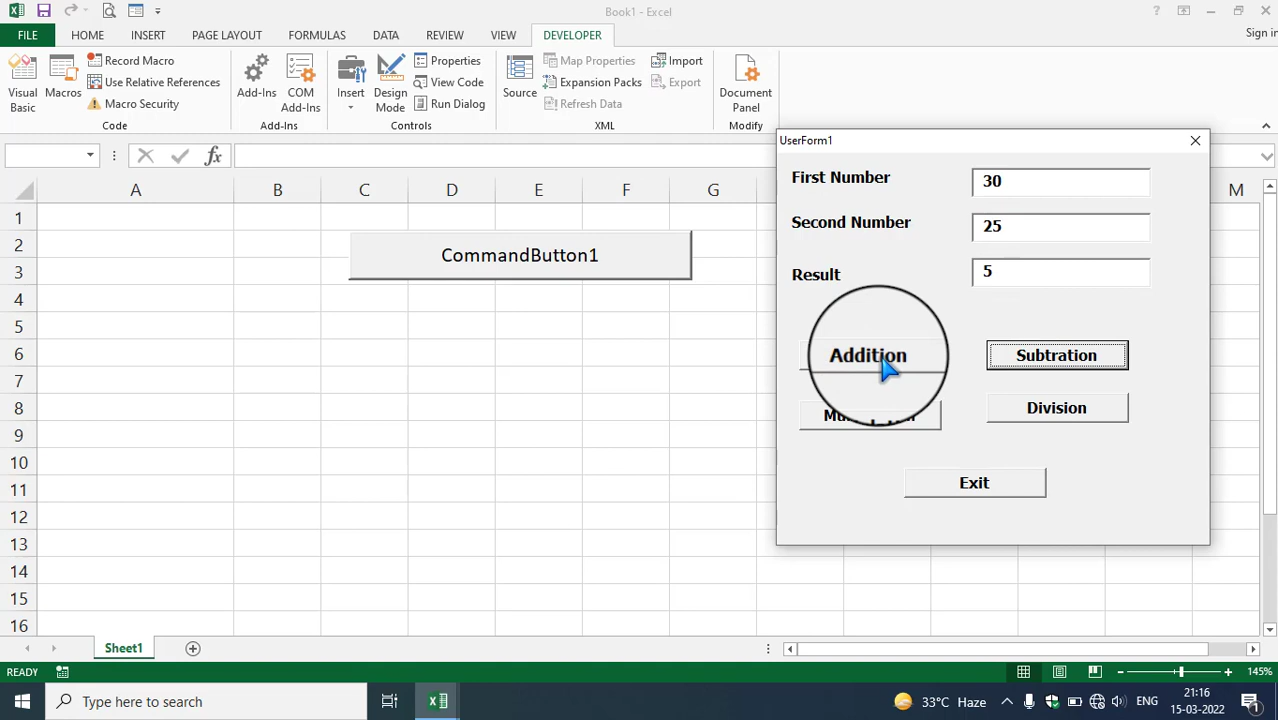 Book1 - Excel
?
FILE HOME INSERT PAGE LAYOUT FORMULAS DATA REVIEW VIEW DEVELOPER Sign in
Visual Basic
Macros
Record Macro
Use Relative References
Macro Security
Code
Add-Ins
COM Add-Ins
Add-Ins
Insert
Design Mode
Properties
View Code
Run Dialog
Controls
Source
Map Properties
Expansion Packs
Refresh Data
Import
Export
XML
Document Panel
Modify
fx
A B C D E F G M
1
2
3
4
5
6
7
8
9
10
11
12
13
14
15
16
CommandButton1
UserForm1
First Number 30
Second Number 25
Result 5
Addition Subtration
Division
Exit
Sheet1
READY 145%
Type here to search
33°C Haze
ENG
21:16
15-03-2022
1